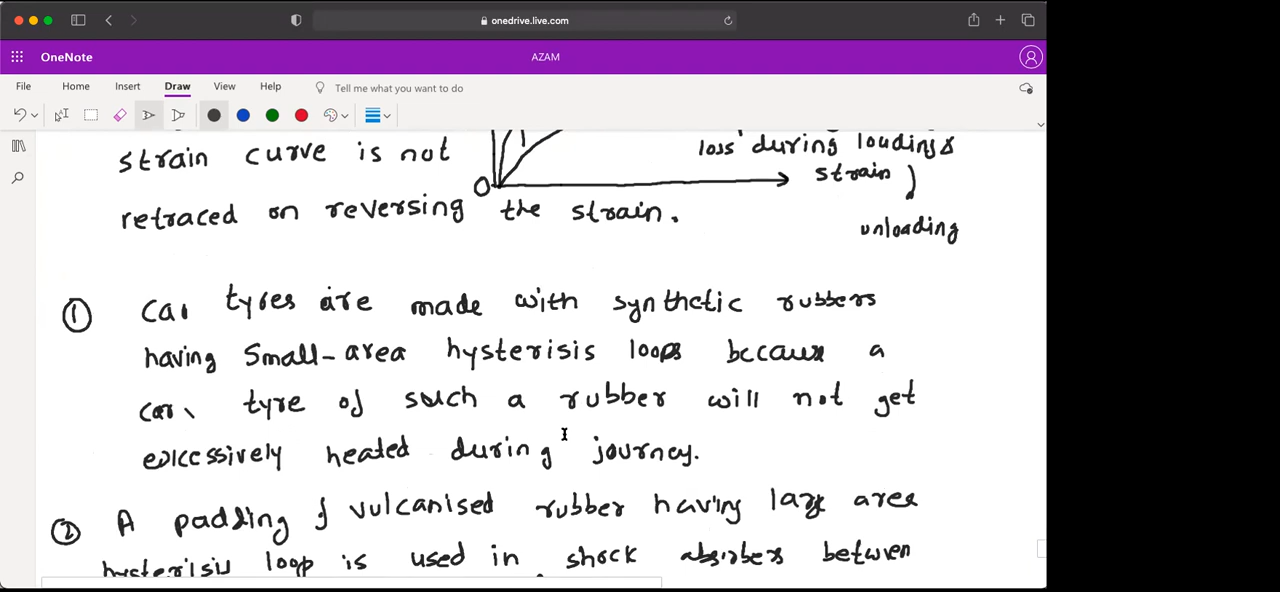 onedrive.live.com
OneNote
AZAM
File Home Insert Draw View Help Tell me what you want to do
strain curve is not
loss during loading &
strain
O
retraced on reversing the strain.
unloading
① Car tyres are made with synthetic rubbers
having small-area hysterisis loops because a
car tyre of such a rubber will not get
excessively heated during journey.
② A padding of vulcanised rubber having large area
hysterisis loop is used in shock absorbers between